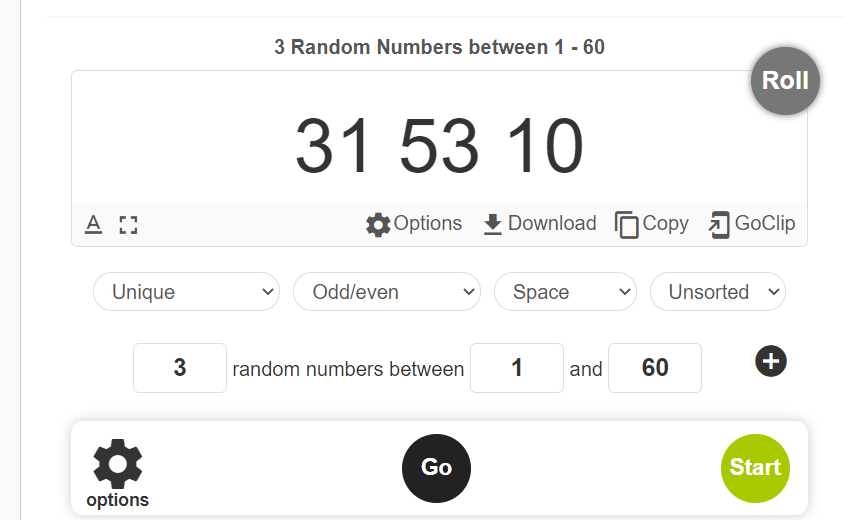 3 Random Numbers between 1 - 60
Roll
31 53 10
A Options Download Copy GoClip
Unique Odd/even Space Unsorted
3 random numbers between 1 and 60
options Go Start